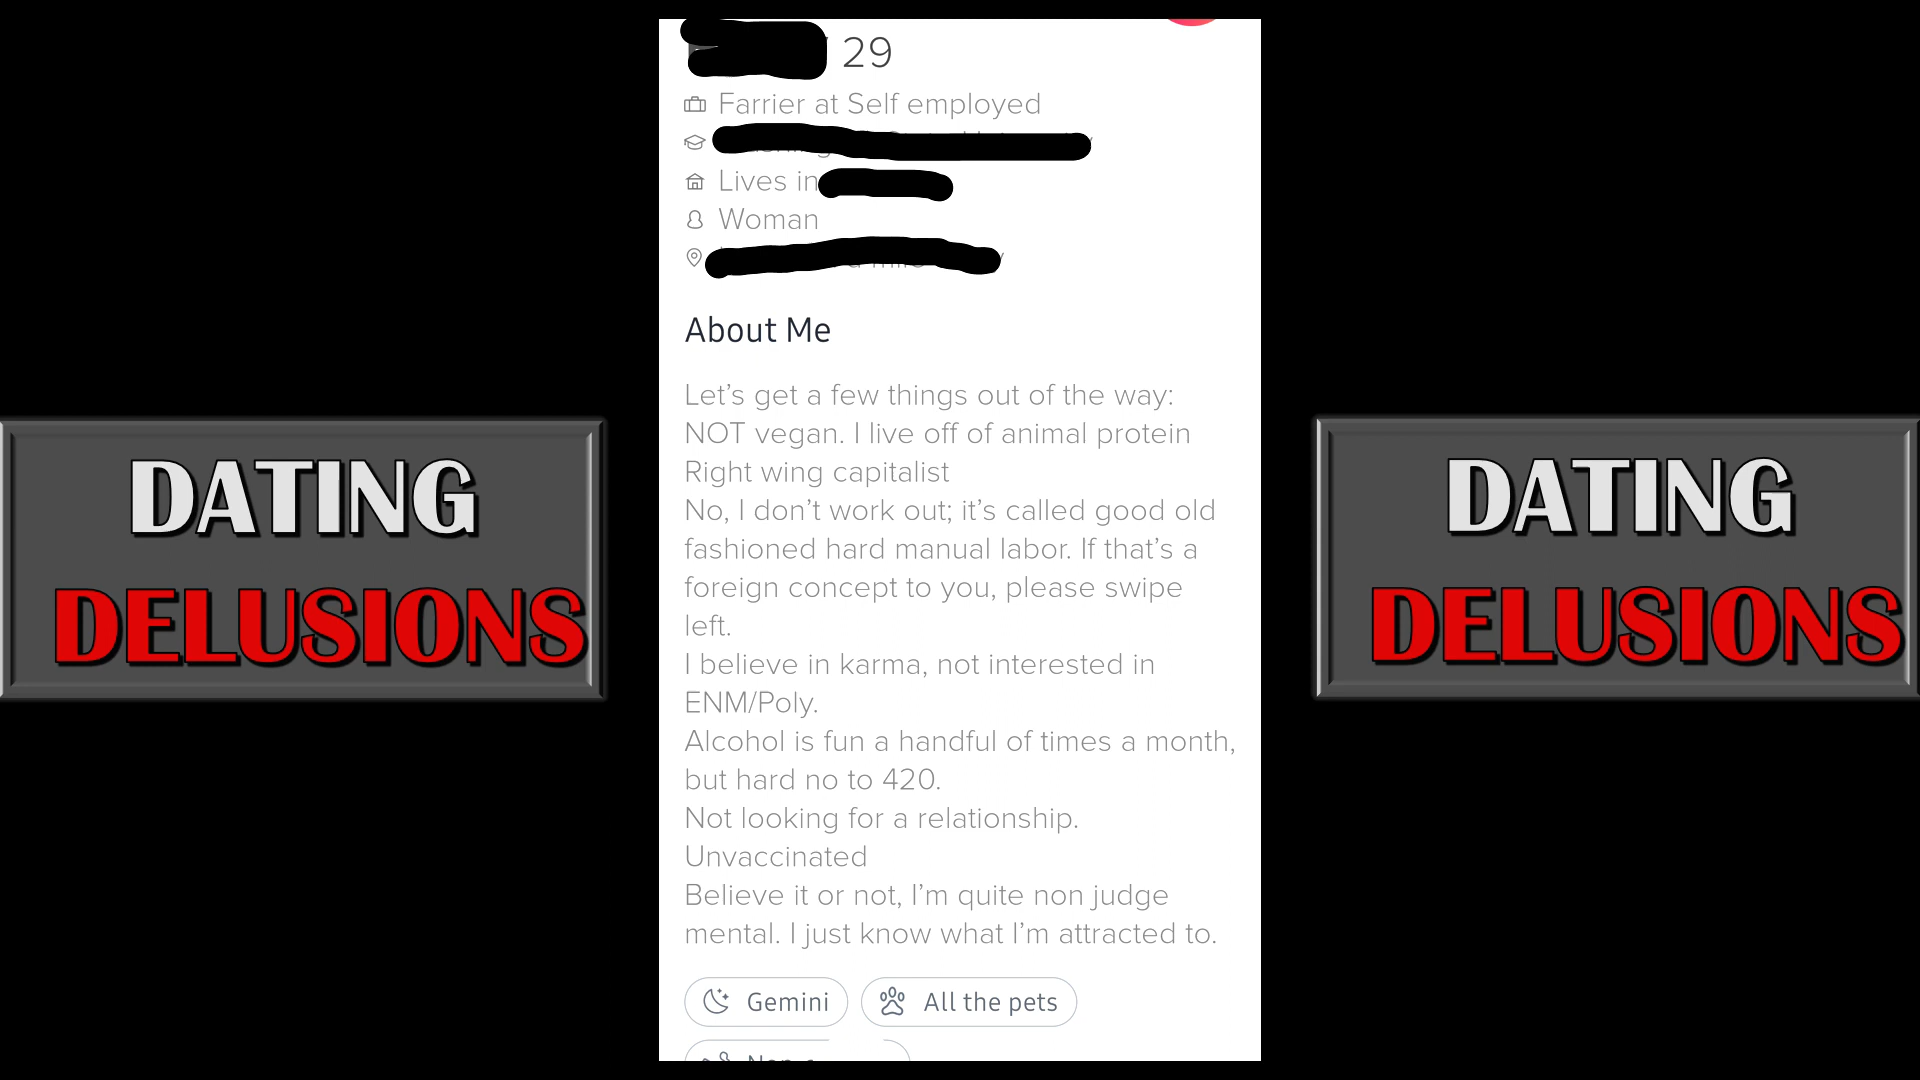 29
Farrier at Self employed
Lives in
Woman
About Me
Let's get a few things out of the way:
NOT vegan. I live off of animal protein
Right wing capitalist
No, I don't work out; it's called good old
fashioned hard manual labor. If that's a
foreign concept to you, please swipe
left.
I believe in karma, not interested in
ENM/Poly.
Alcohol is fun a handful of times a month,
but hard no to 420.
Not looking for a relationship.
Unvaccinated
Believe it or not, I'm quite non judge
mental. I just know what I'm attracted to.
Gemini
All the pets
DATING
DELUSIONS
DATING
DELUSIONS